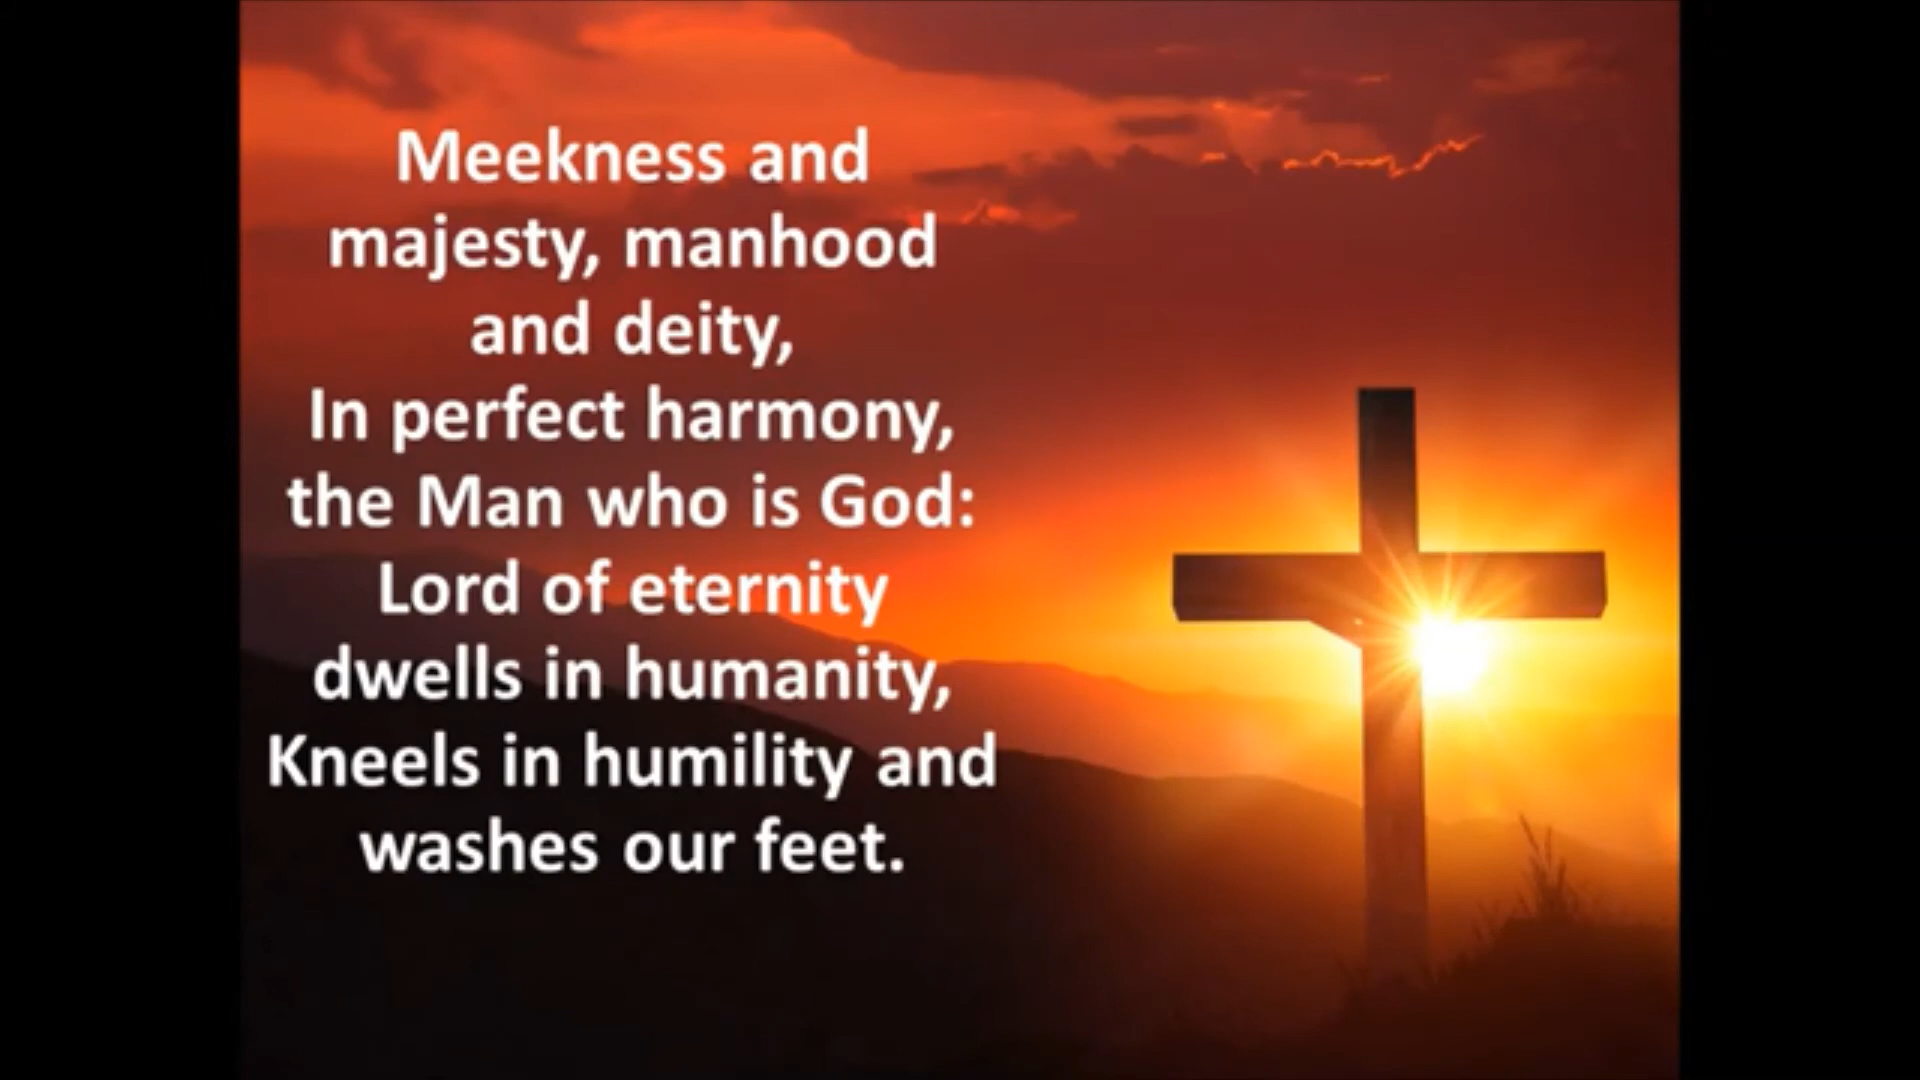 Meekness and
majesty, manhood
and deity,
In perfect harmony,
the Man who is God:
Lord of eternity
dwells in humanity,
Kneels in humility and
washes our feet.